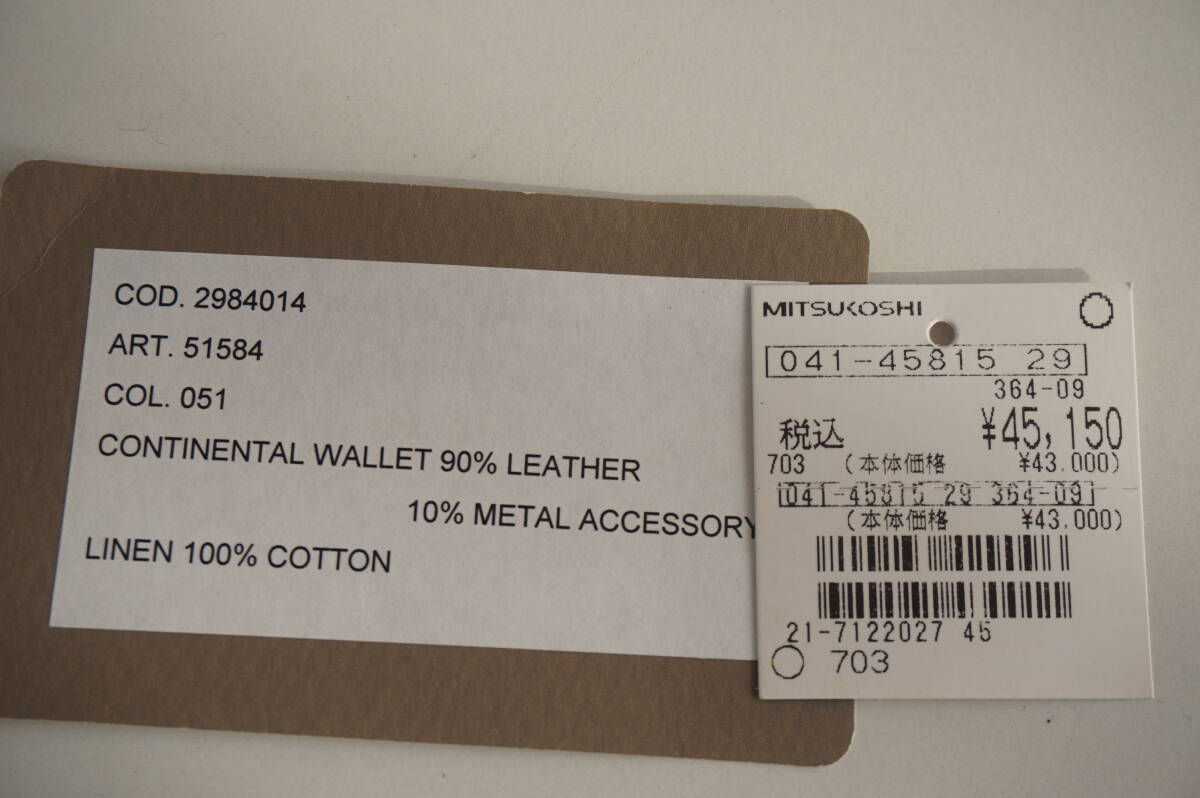 COD. 2984014
ART. 51584
COL. 051
CONTINENTAL WALLET 90% LEATHER
10% METAL ACCESSORY
LINEN 100% COTTON
MITSUKOSHI
041-45815 29
364-09
税込 ¥45,150
703 (本体価格 ¥43.000)
041-45815 29 364-09
(本体価格 ¥43.000)
21-7122027 45
703